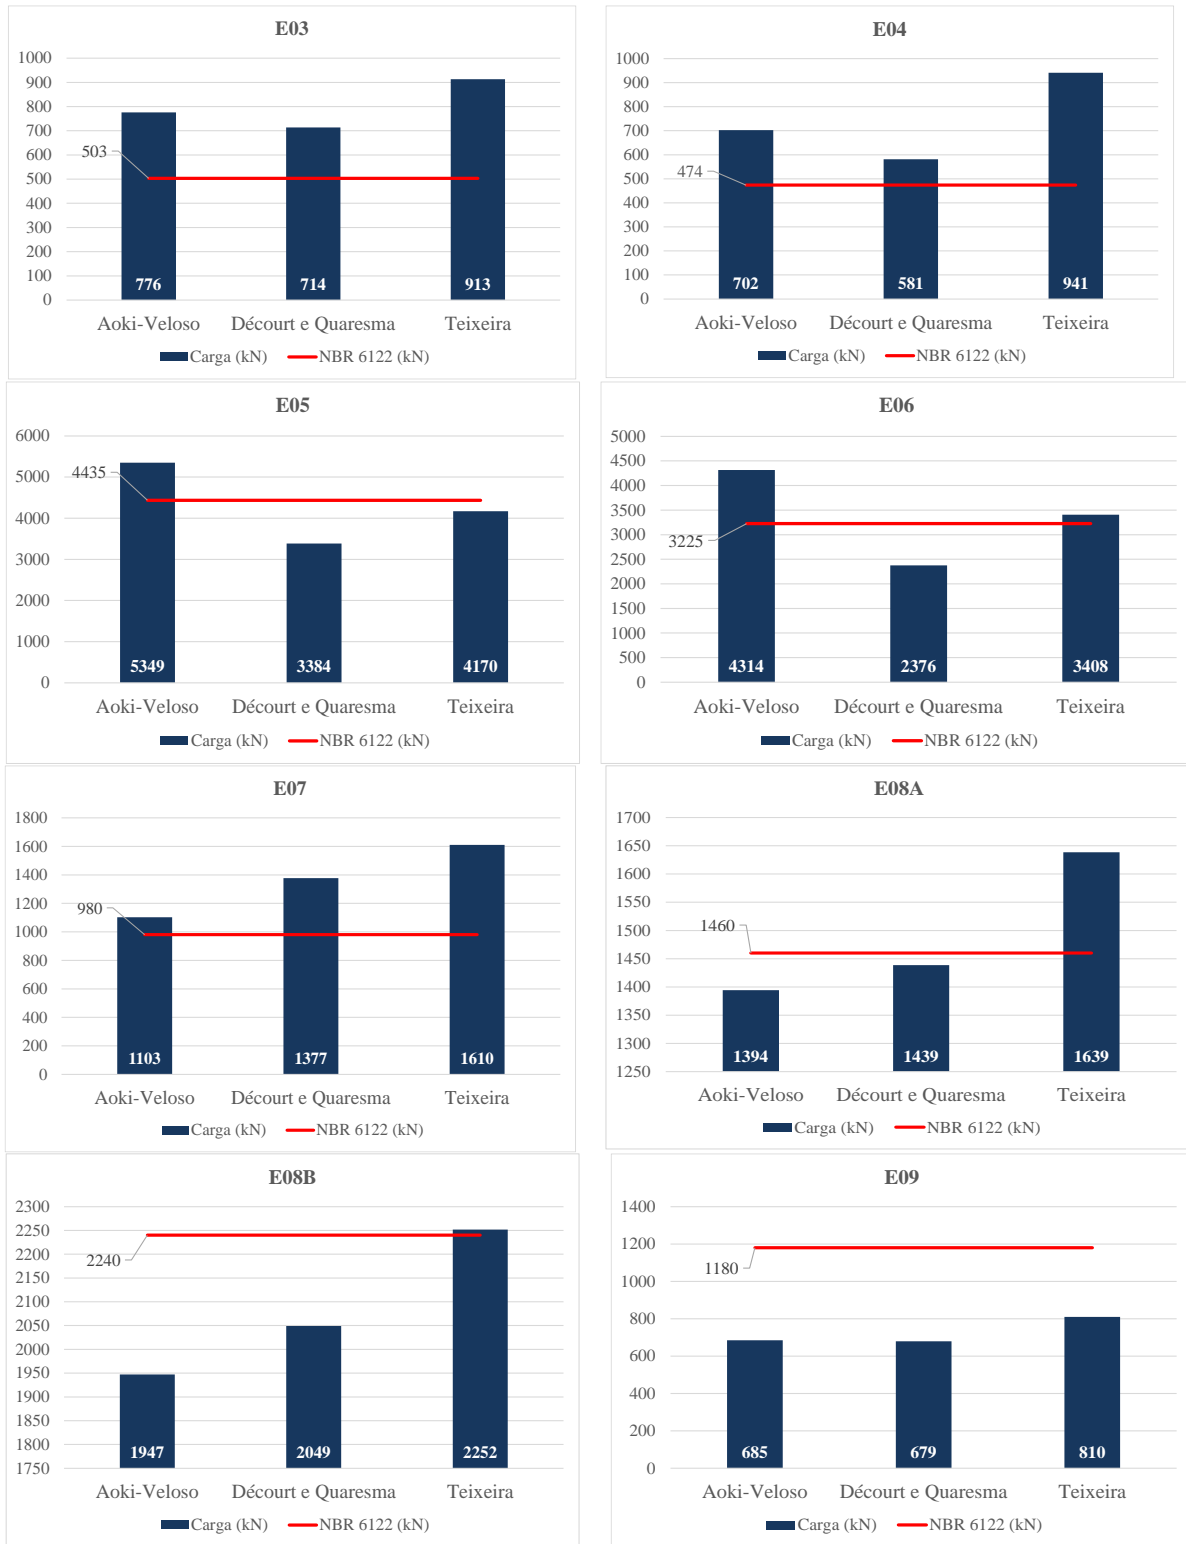 E03
1000
900
800
700
600
503
500
400
300
200
100
0
776
714
913
Aoki-Veloso
Décourt e Quaresma
Teixeira
Carga (kN)
NBR 6122 (kN)
E04
1000
900
800
700
600
500
474
400
300
200
100
0
702
581
941
Aoki-Veloso
Décourt e Quaresma
Teixeira
Carga (kN)
NBR 6122 (kN)
E05
6000
5000
4435
4000
3000
2000
1000
0
5349
3384
4170
Aoki-Veloso
Décourt e Quaresma
Teixeira
Carga (kN)
NBR 6122 (kN)
E06
5000
4500
4000
3500
3000
3225
2500
2000
1500
1000
500
0
4314
2376
3408
Aoki-Veloso
Décourt e Quaresma
Teixeira
Carga (kN)
NBR 6122 (kN)
E07
1800
1600
1400
1200
980
1000
800
600
400
200
0
1103
1377
1610
Aoki-Veloso
Décourt e Quaresma
Teixeira
Carga (kN)
NBR 6122 (kN)
E08A
1700
1650
1600
1550
1500
1460
1450
1400
1350
1300
1250
1394
1439
1639
Aoki-Veloso
Décourt e Quaresma
Teixeira
Carga (kN)
NBR 6122 (kN)
E08B
2300
2250
2240
2200
2150
2100
2050
2000
1950
1900
1850
1800
1750
1947
2049
2252
Aoki-Veloso
Décourt e Quaresma
Teixeira
Carga (kN)
NBR 6122 (kN)
E09
1400
1200
1180
1000
800
600
400
200
0
685
679
810
Aoki-Veloso
Décourt e Quaresma
Teixeira
Carga (kN)
NBR 6122 (kN)